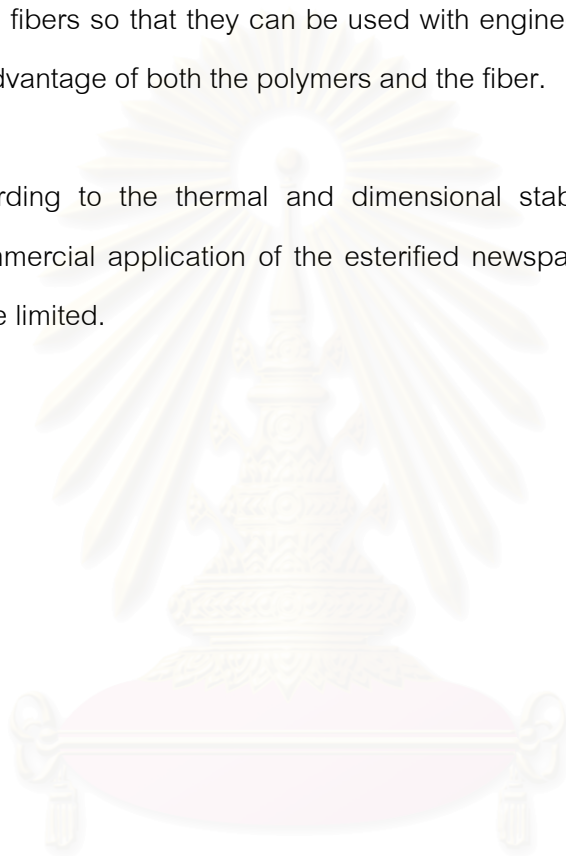 fibers so that they can be used with engine
dvantage of both the polymers and the fiber.
rding to the thermal and dimensional stab
mercial application of the esterified newspa
limited.